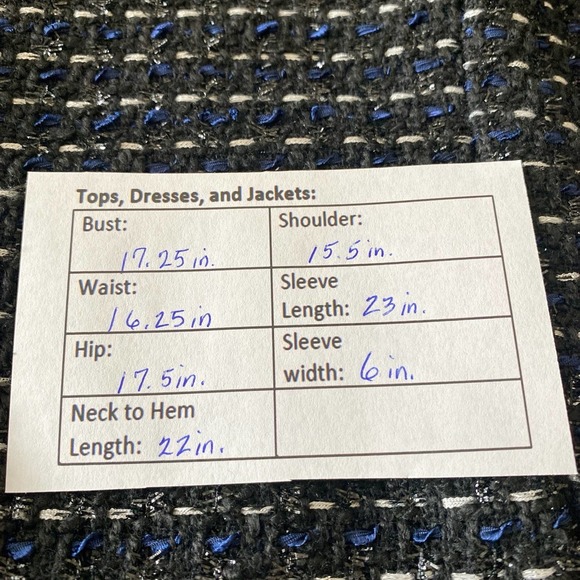 Tops, Dresses, and Jackets:
Bust:
17.25 in.
Shoulder:
15.5 in.
Waist:
16.25 in
Sleeve
Length: 23 in.
Hip:
17.5 in.
Sleeve
width: 6 in.
Neck to Hem
Length: 22 in.